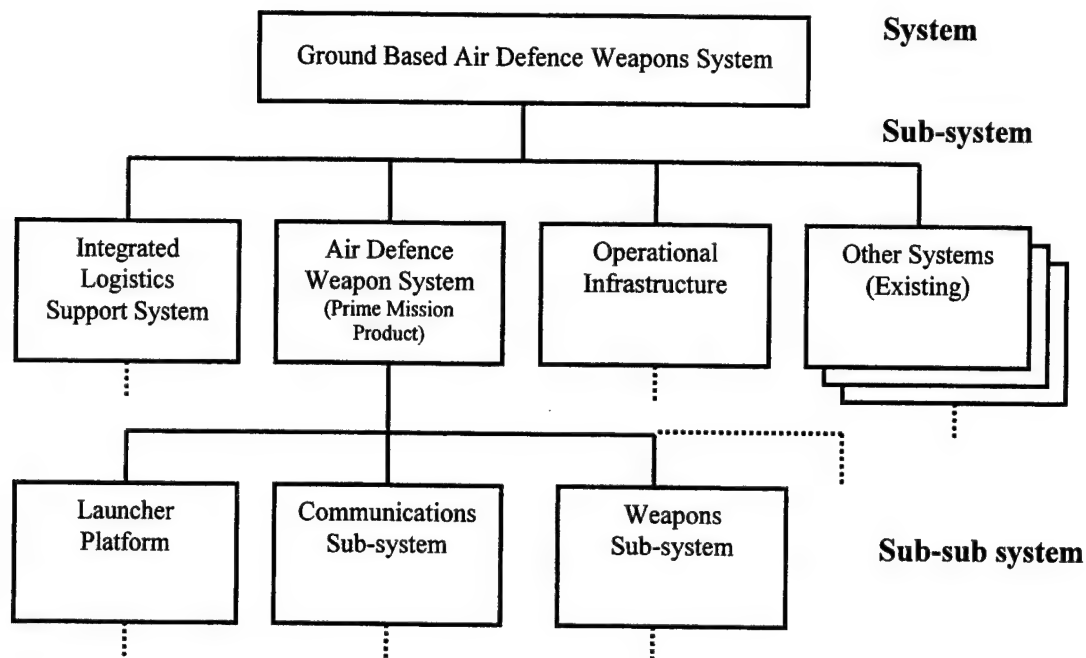 System
Ground Based Air Defence Weapons System
Sub-system
Integrated
Logistics
Support System
Air Defence
Weapon System
(Prime Mission
Product)
Operational
Infrastructure
Other Systems
(Existing)
Launcher
Platform
Communications
Sub-system
Weapons
Sub-system
Sub-sub system